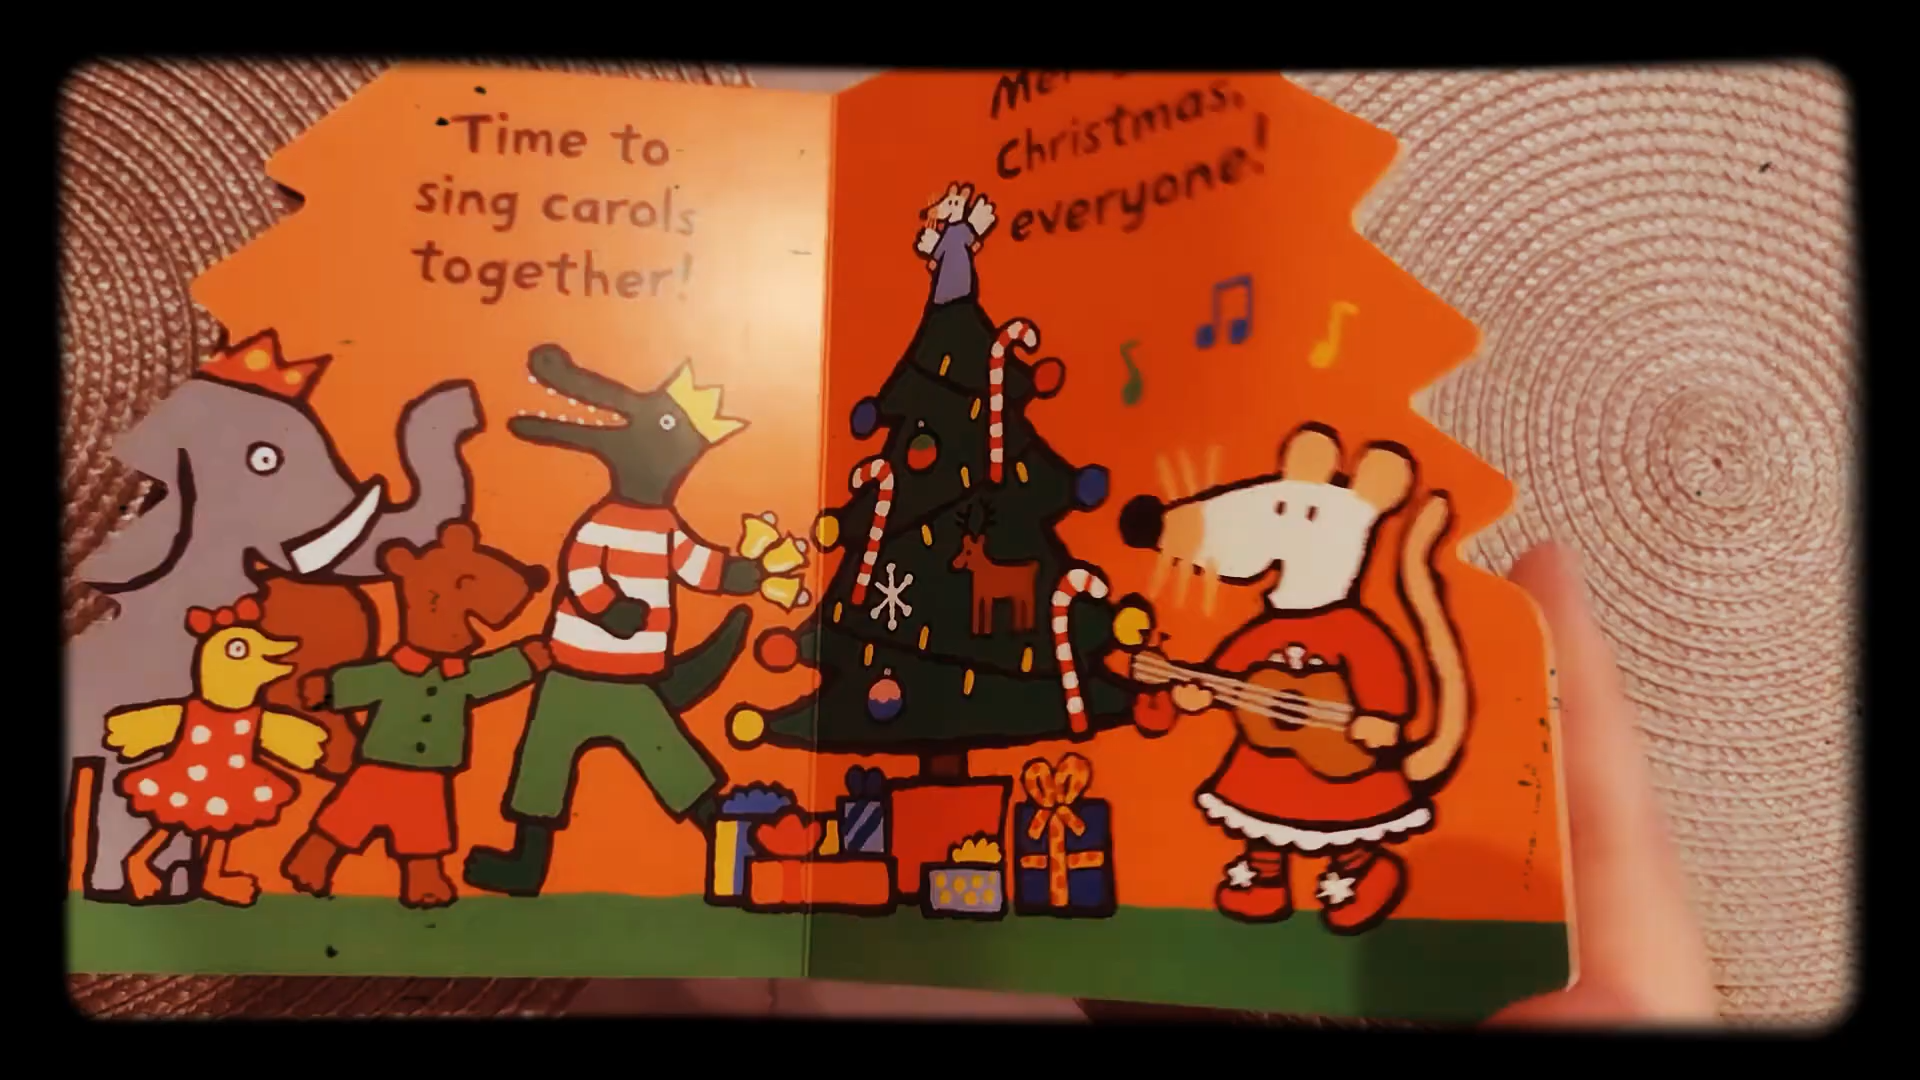 Time to
sing carols
together!
Christmas,
everyone!